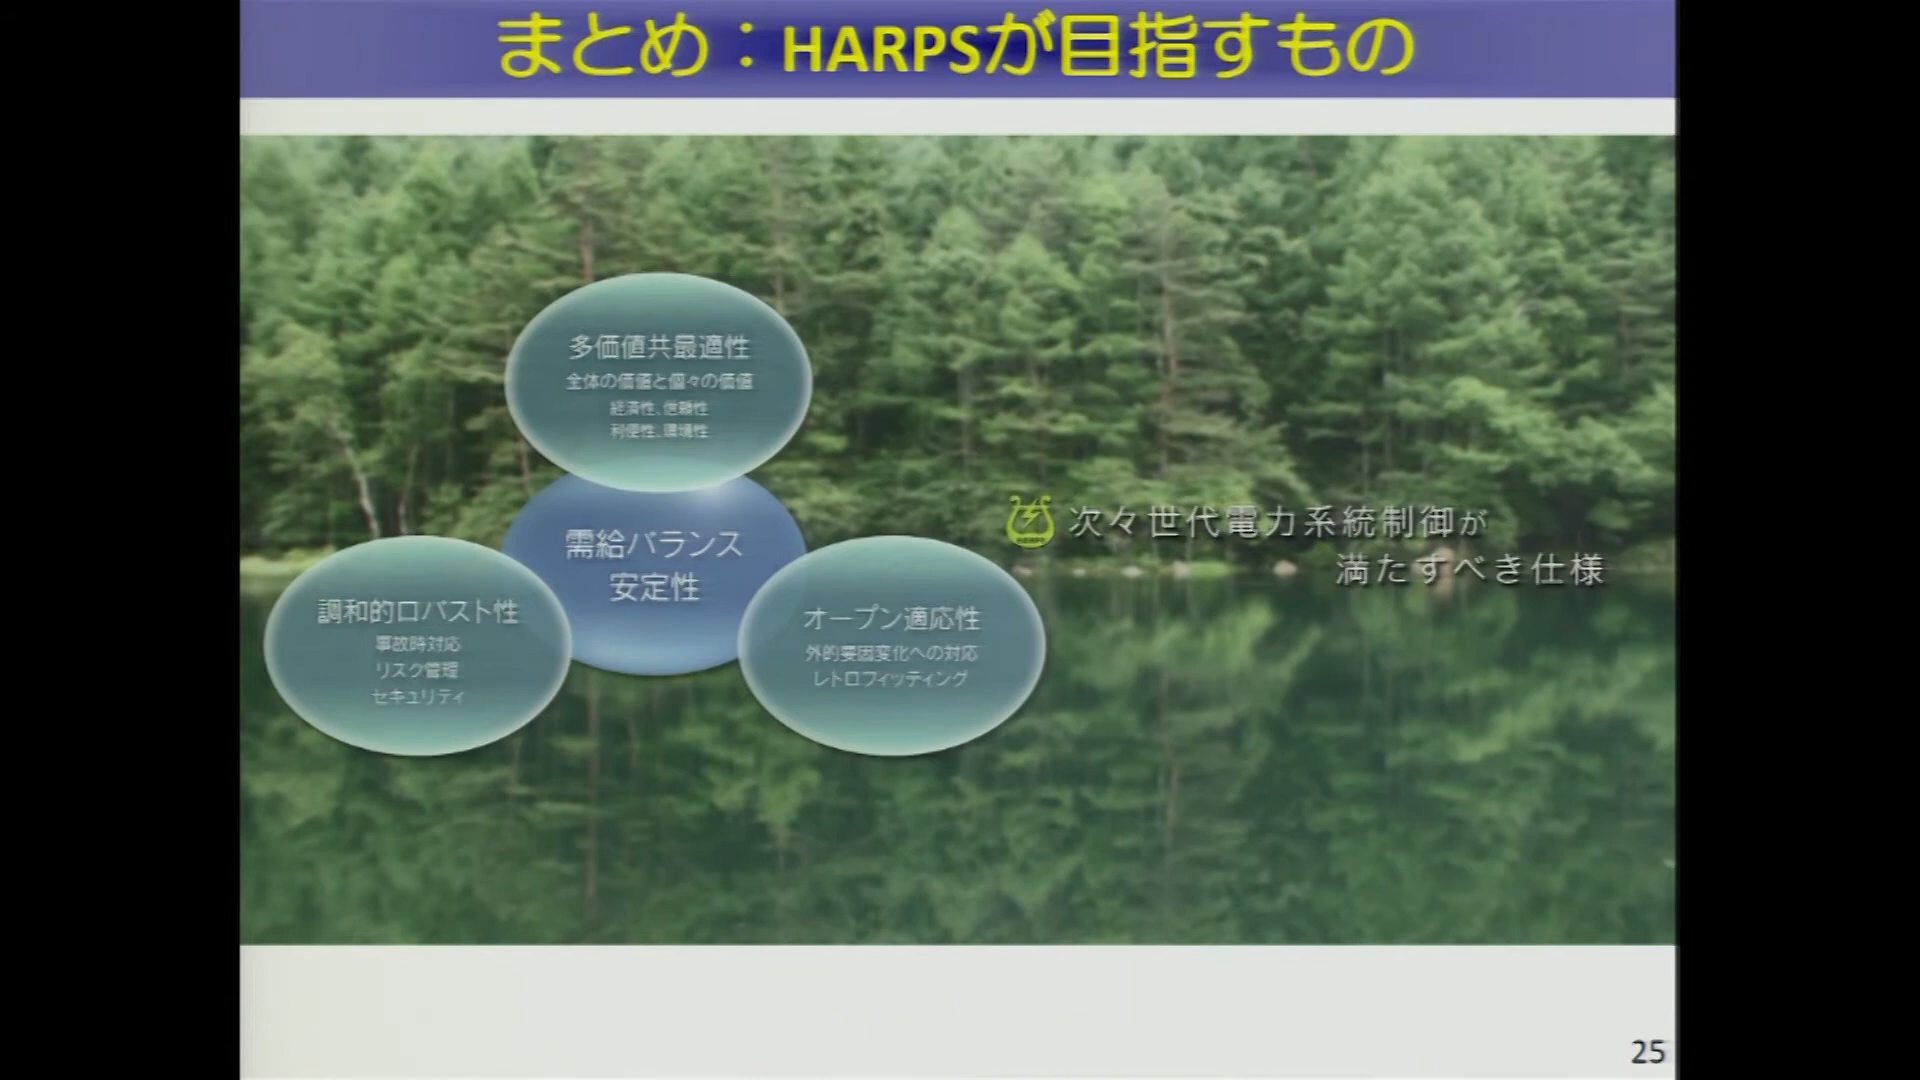 まとめ：HARPSが目指すもの
多価値共最適性
全体の価値と個々の価値
経済性、信頼性
利便性、環境性
需給バランス
安定性
調和的ロバスト性
事故時対応
リスク管理
セキュリティ
オープン適応性
外的要因変化への対応
レトロフィッティング
次々世代電力系統制御が
満たすべき仕様
HARPS
25